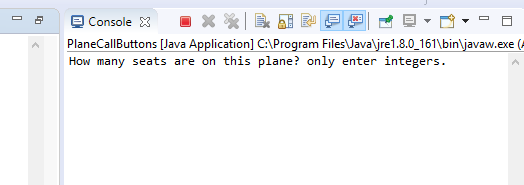 Console
PlaneCallButtons [Java Application] C:\Program Files\Java\jre1.8.0_161\bin\javaw.exe (
How many seats are on this plane? only enter integers.